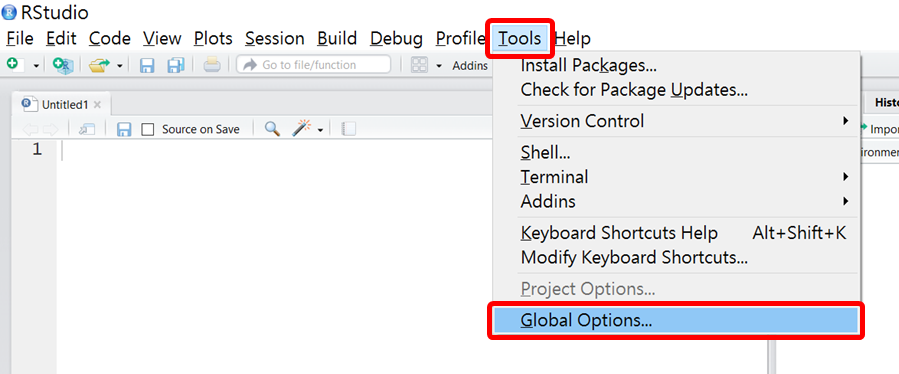 RStudio
File Edit Code View Plots Session Build Debug Profile Tools Help
Go to file/function Addins
Install Packages...
Check for Package Updates...
Version Control
Shell...
Terminal
Addins
Keyboard Shortcuts Help Alt+Shift+K
Modify Keyboard Shortcuts...
Project Options...
Global Options...
Untitled1
Source on Save
1
Histo
Impor
ironmer